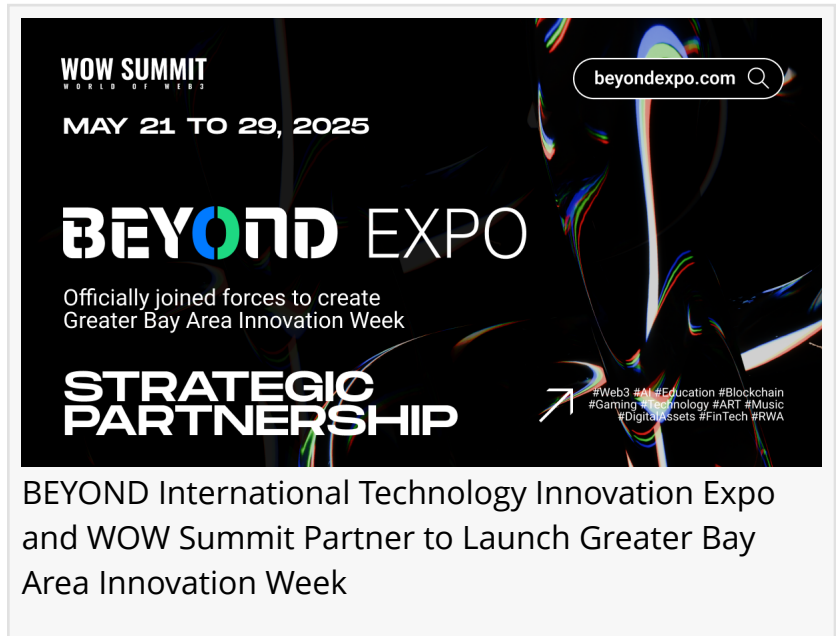 WOW SUMMIT
WORLD OF WEB3
beyondexpo.com
MAY 21 TO 29, 2025
BEYOND EXPO
Officially joined forces to create
Greater Bay Area Innovation Week
STRATEGIC
PARTNERSHIP
#Web3 #AI #Education #Blockchain
#Gaming #Technology #ART #Music
#DigitalAssets #FinTech #RWA
BEYOND International Technology Innovation Expo
and WOW Summit Partner to Launch Greater Bay
Area Innovation Week